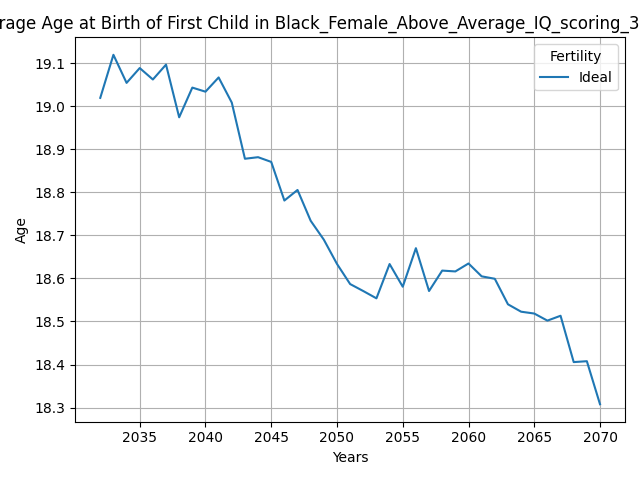 rage Age at Birth of First Child in Black_Female_Above_Average_IQ_scoring_3
Fertility
Ideal
19.1
19.0
18.9
18.8
18.7
18.6
18.5
18.4
18.3
Age
2035 2040 2045 2050 2055 2060 2065 2070
Years